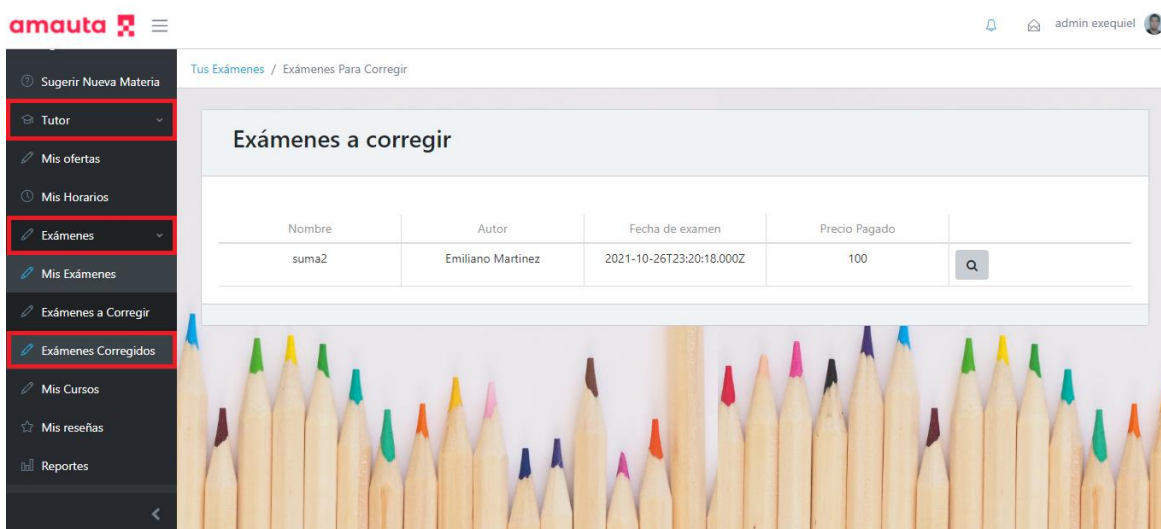 amauta
admin exequiel
Sugerir Nueva Materia
Tutor
Mis ofertas
Mis Horarios
Exámenes
Mis Exámenes
Exámenes a Corregir
Exámenes Corregidos
Mis Cursos
Mis reseñas
Reportes
Tus Exámenes / Exámenes Para Corregir
Exámenes a corregir
Nombre Autor Fecha de examen Precio Pagado
suma2 Emiliano Martinez 2021-10-26T23:20:18.000Z 100